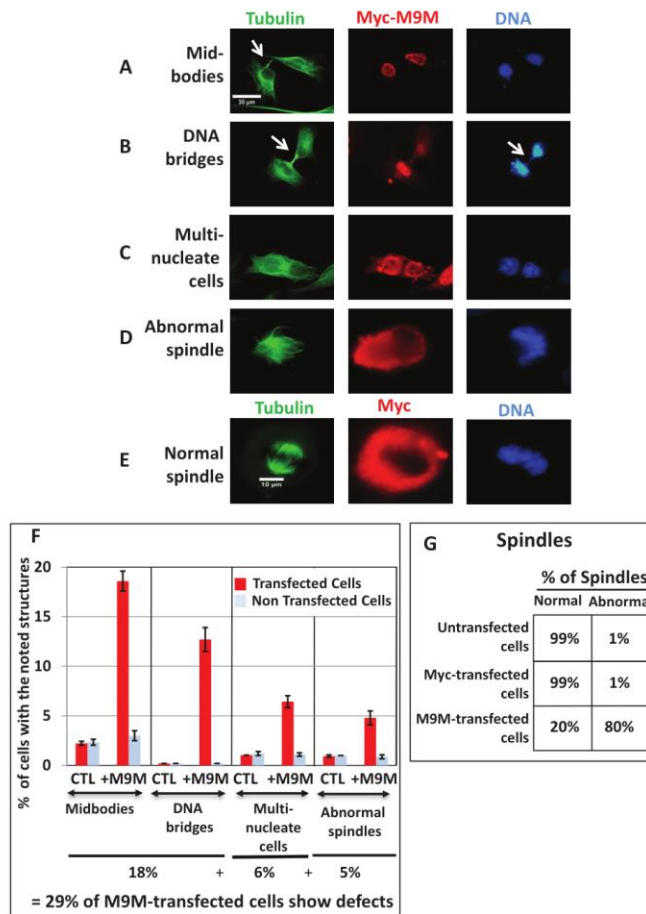 Tubulin Myc-M9M DNA
A Mid-
bodies
30 μm
B DNA
bridges
C Multi-
nucleate
cells
D Abnormal
spindle
Tubulin Myc DNA
E Normal
spindle
10 μm
F
% of cells with the noted structures
20
15
10
5
0
Transfected Cells
Non Transfected Cells
CTL +M9M CTL +M9M CTL +M9M CTL +M9M
Midbodies
DNA
bridges
Multi-
nucleate
cells
Abnormal
spindles
18% + 6% + 5%
= 29% of M9M-transfected cells show defects
G Spindles
% of Spindles
Normal Abnorma
Untransfected
cells
99% 1%
Myc-transfected
cells
99% 1%
M9M-transfected
cells
20% 80%